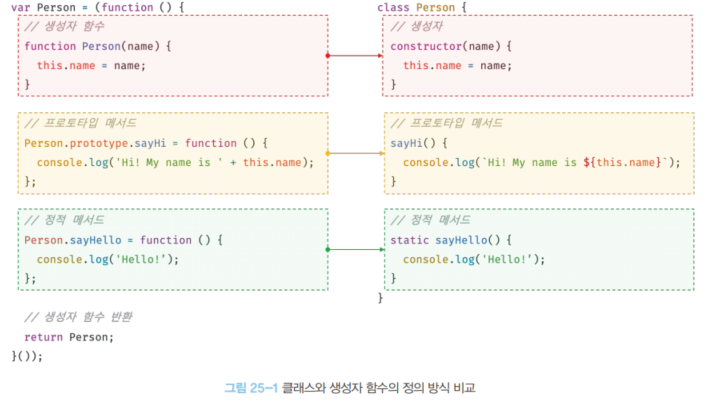 var Person = (function () {
// 생성자 함수
function Person(name) {
this.name = name;
}
// 프로토타입 메서드
Person.prototype.sayHi = function () {
console.log('Hi! My name is ' + this.name);
};
// 정적 메서드
Person.sayHello = function () {
console.log('Hello!');
};
// 생성자 함수 반환
return Person;
}());
class Person {
// 생성자
constructor(name) {
this.name = name;
}
// 프로토타입 메서드
sayHi() {
console.log(`Hi! My name is ${this.name}`);
}
// 정적 메서드
static sayHello() {
console.log('Hello!');
}
}
그림 25-1 클래스와 생성자 함수의 정의 방식 비교